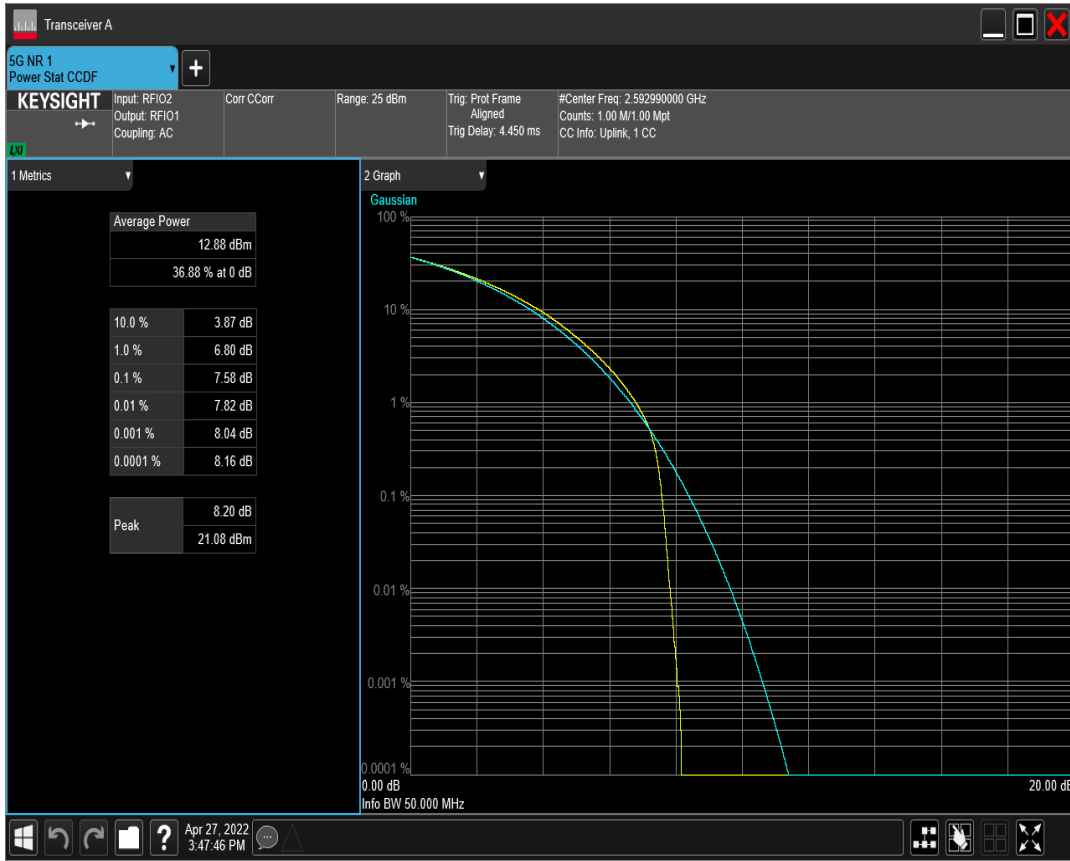 Transceiver A
5G NR 1
Power Stat CCDF
KEYSIGHT
LXI
Input: RFIO2
Output: RFIO1
Coupling: AC
Corr CCorr
Range: 25 dBm
Trig: Prot Frame
Aligned
Trig Delay: 4.450 ms
#Center Freq: 2.592990000 GHz
Counts: 1.00 M/1.00 Mpt
CC Info: Uplink, 1 CC
1 Metrics
Average Power
12.88 dBm
36.88 % at 0 dB
10.0 % 3.87 dB
1.0 % 6.80 dB
0.1 % 7.58 dB
0.01 % 7.82 dB
0.001 % 8.04 dB
0.0001 % 8.16 dB
Peak 8.20 dB
21.08 dBm
2 Graph
Gaussian
100 %
10 %
1 %
0.1 %
0.01 %
0.001 %
0.0001 %
0.00 dB 20.00 dB
Info BW 50.000 MHz
Apr 27, 2022
3:47:46 PM